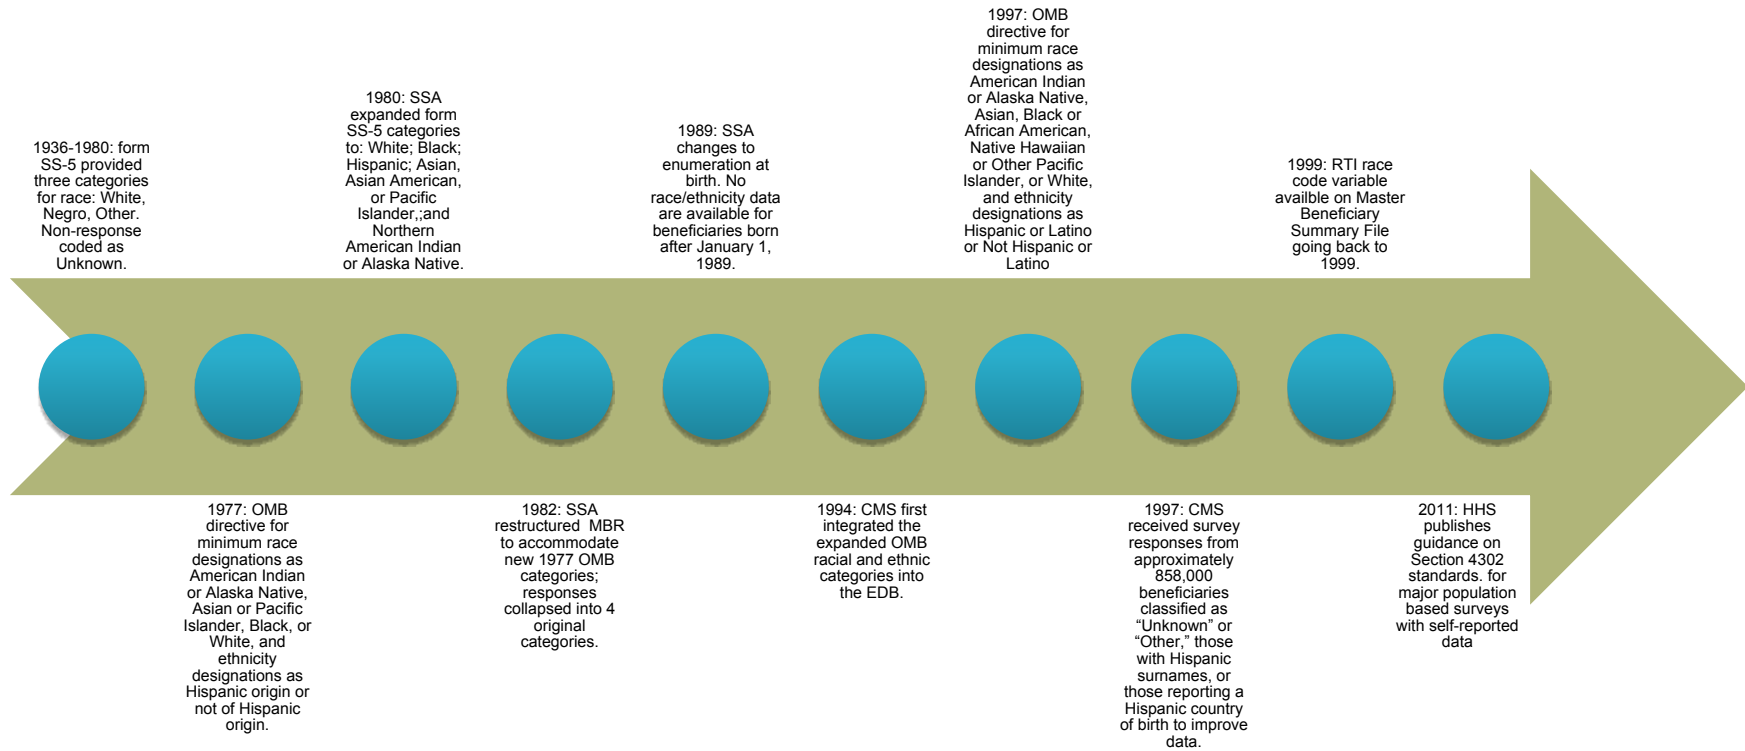 1936-1980: form
SS-5 provided
three categories
for race: White,
Negro, Other.
Non-response
coded as
Unknown.
1977: OMB
directive for
minimum race
designations as
American Indian
or Alaska Native,
Asian or Pacific
Islander, Black, or
White, and
ethnicity
designations as
Hispanic origin or
not of Hispanic
origin.
1980: SSA
expanded form
SS-5 categories
to: White; Black;
Hispanic; Asian,
Asian American,
or Pacific
Islander,;and
Northern
American Indian
or Alaska Native.
1982: SSA
restructured MBR
to accommodate
new 1977 OMB
categories;
responses
collapsed into 4
original
categories.
1989: SSA
changes to
enumeration at
birth. No
race/ethnicity data
are available for
beneficiaries born
after January 1,
1989.
1994: CMS first
integrated the
expanded OMB
racial and ethnic
categories into
the EDB.
1997: OMB
directive for
minimum race
designations as
American Indian
or Alaska Native,
Asian, Black or
African American,
Native Hawaiian
or Other Pacific
Islander, or White,
and ethnicity
designations as
Hispanic or Latino
or Not Hispanic or
Latino
1997: CMS
received survey
responses from
approximately
858,000
beneficiaries
classified as
“Unknown” or
“Other,” those
with Hispanic
surnames, or
those reporting a
Hispanic country
of birth to improve
data.
1999: RTI race
code variable
availble on Master
Beneficiary
Summary File
going back to
1999.
2011: HHS
publishes
guidance on
Section 4302
standards. for
major population
based surveys
with self-reported
data